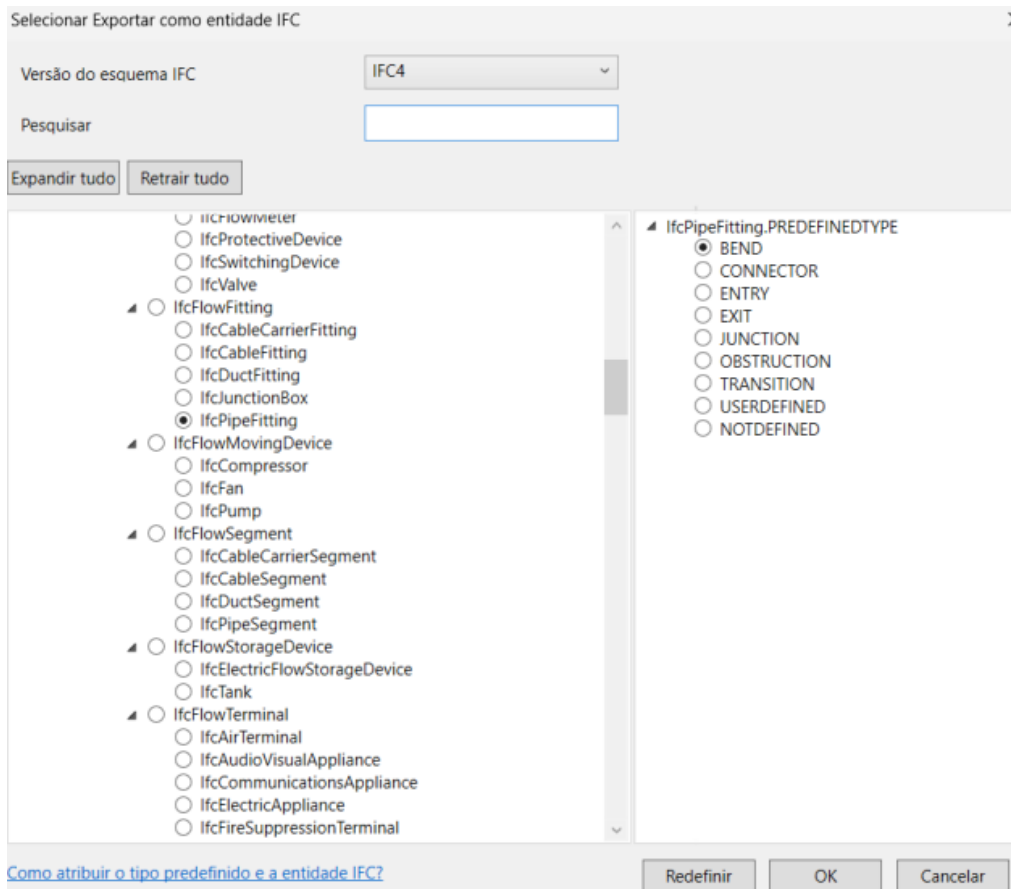 Selecionar Exportar como entidade IFC
Versão do esquema IFC
IFC4
Pesquisar
Expandir tudo
Retrair tudo
IfcFlowMeter
IfcProtectiveDevice
IfcSwitchingDevice
IfcValve
IfcFlowFitting
IfcCableCarrierFitting
IfcCableFitting
IfcDuctFitting
IfcJunctionBox
IfcPipeFitting
IfcFlowMovingDevice
IfcCompressor
IfcFan
IfcPump
IfcFlowSegment
IfcCableCarrierSegment
IfcCableSegment
IfcDuctSegment
IfcPipeSegment
IfcFlowStorageDevice
IfcElectricFlowStorageDevice
IfcTank
IfcFlowTerminal
IfcAirTerminal
IfcAudioVisualAppliance
IfcCommunicationsAppliance
IfcElectricAppliance
IfcFireSuppressionTerminal
IfcPipeFitting.PREDEFINEDTYPE
BEND
CONNECTOR
ENTRY
EXIT
JUNCTION
OBSTRUCTION
TRANSITION
USERDEFINED
NOTDEFINED
Como atribuir o tipo predefinido e a entidade IFC?
Redefinir
OK
Cancelar